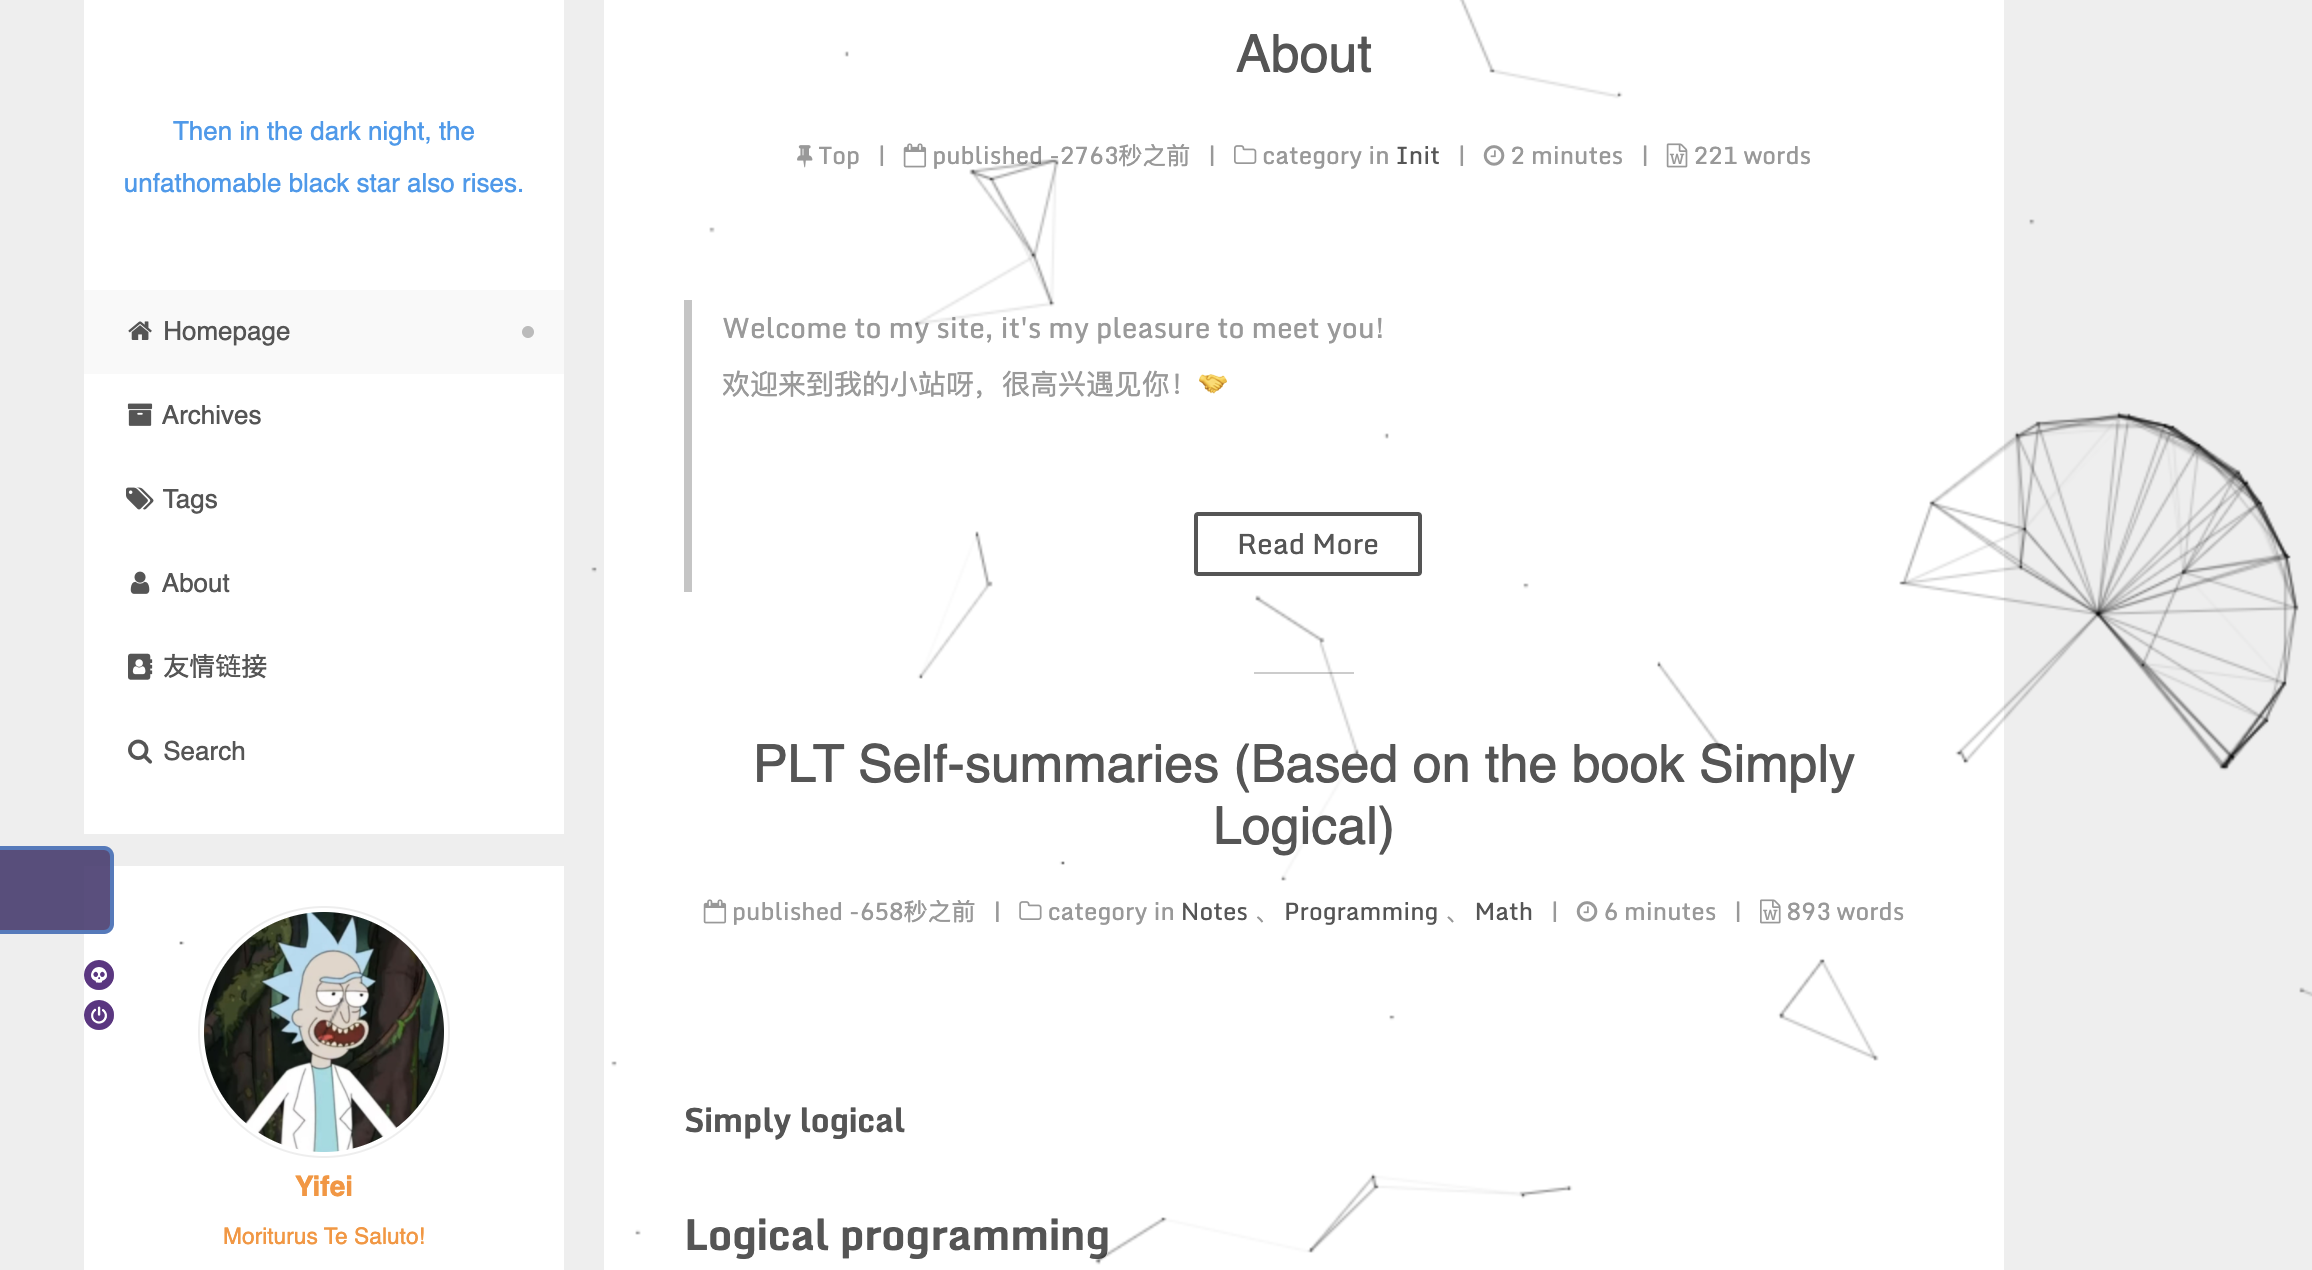 Then in the dark night, the
unfathomable black star also rises.
Homepage
Archives
Tags
About
友情链接
Search
Yifei
Moriturus Te Saluto!
About
Top | published -2763秒之前 | category in Init | 2 minutes | 221 words
Welcome to my site, it's my pleasure to meet you!
欢迎来到我的小站呀，很高兴遇见你！🤝
Read More
PLT Self-summaries (Based on the book Simply
Logical)
published -658秒之前 | category in Notes 、 Programming 、 Math | 6 minutes | 893 words
Simply logical
Logical programming